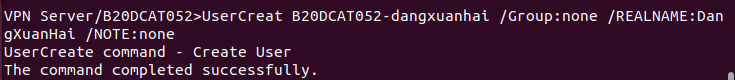 VPN Server/B20DCAT052>UserCreat B20DCAT052-dangxuanhai /Group:none /REALNAME:Dan
gXuanHai /NOTE:none
UserCreate command - Create User
The command completed successfully.